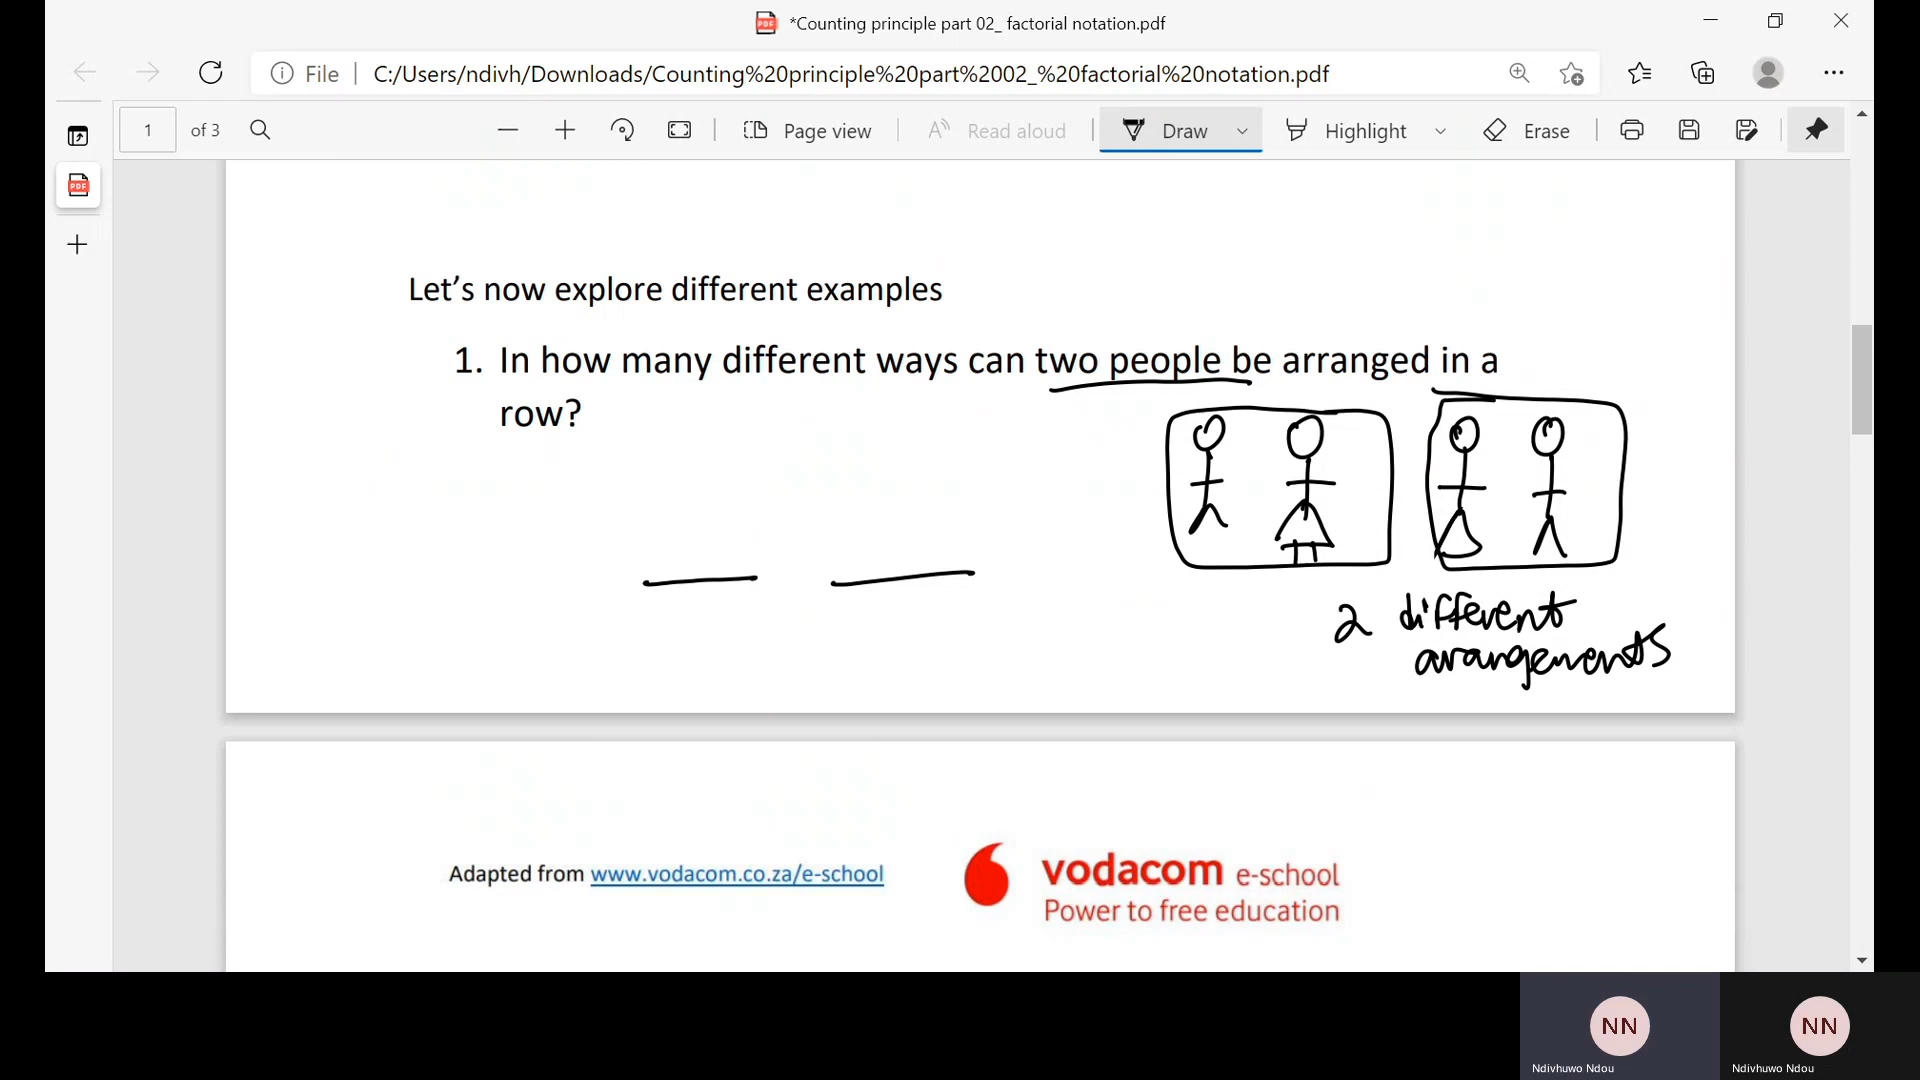 *Counting principle part 02_ factorial notation.pdf
File | C:/Users/ndivh/Downloads/Counting%20principle%20part%2002_%20factorial%20notation.pdf
1 of 3 Page view Read aloud Draw Highlight Erase
Let's now explore different examples
1. In how many different ways can two people be arranged in a
row?
2 different
arangements
Adapted from www.vodacom.co.za/e-school
vodacom e-school
Power to free education
NN NN
Ndivhuwo Ndou Ndivhuwo Ndou